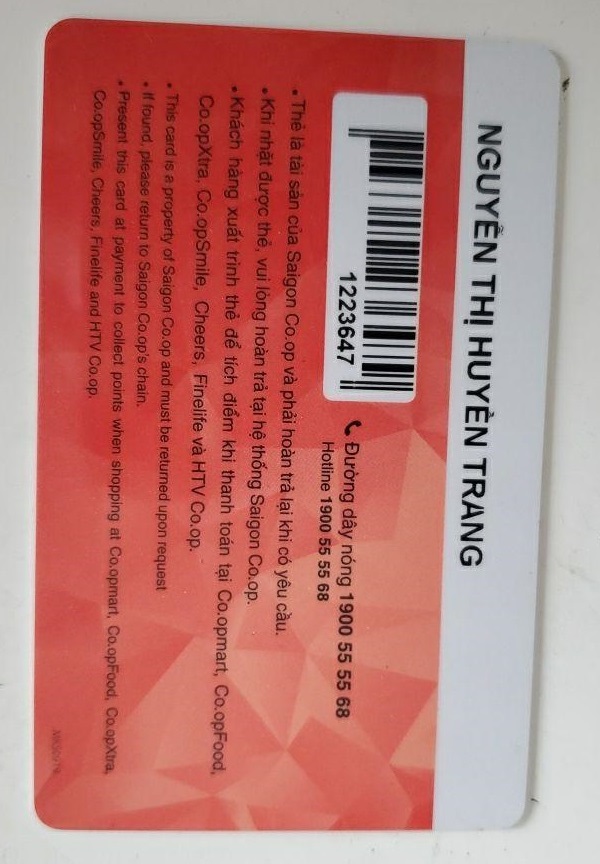 NGUYỄN THỊ HUYỀN TRANG
1223647
Đường dây nóng 1900 55 55 68
Hotline 1900 55 55 68
• Thẻ là tài sản của Saigon Co.op và phải hoàn trả lại khi có yêu cầu.
• Khi nhặt được thẻ, vui lòng hoàn trả tại hệ thống Saigon Co.op.
• Khách hàng xuất trình thẻ để tích điểm khi thanh toán tại Co.opmart, Co.opFood,
Co.opXtra, Co.opSmile, Cheers, Finelife và HTV Co.op.
• This card is a property of Saigon Co.op and must be returned upon request
• If found, please return to Saigon Co.op's chain.
• Present this card at payment to collect points when shopping at Co.opmart, Co.opFood, Co.opXtra,
Co.opSmile, Cheers, Finelife and HTV Co.op.